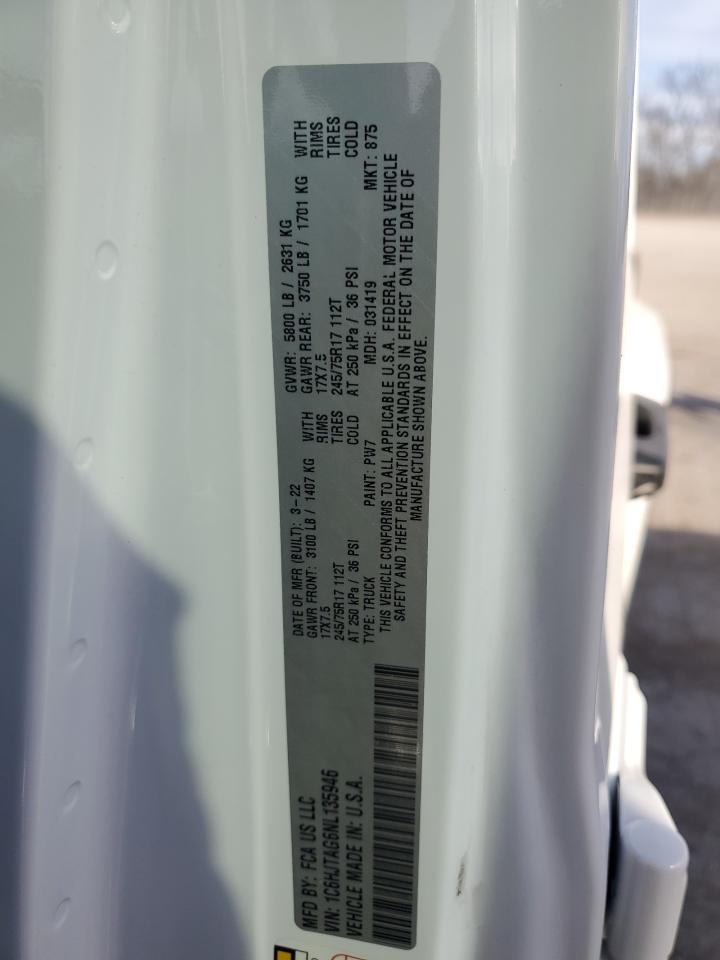 MFD BY: FCA US LLC
DATE OF MFR (BUILT): 3-22
GVWR: 5800 LB / 2631 KG
GAWR FRONT: 3100 LB / 1407 KG WITH
GAWR REAR: 3750 LB / 1701 KG WITH
17X7.5 RIMS
17X7.5 RIMS
245/75R17 112T TIRES
245/75R17 112T TIRES
AT 250 kPa / 36 PSI COLD
AT 250 kPa / 36 PSI COLD
VIN: 1C6HJTAG6NL135946
TYPE: TRUCK PAINT: PW7 MDH: 031419 MKT: 875
VEHICLE MADE IN: U.S.A.
THIS VEHICLE CONFORMS TO ALL APPLICABLE U.S.A. FEDERAL MOTOR VEHICLE
SAFETY AND THEFT PREVENTION STANDARDS IN EFFECT ON THE DATE OF
MANUFACTURE SHOWN ABOVE.